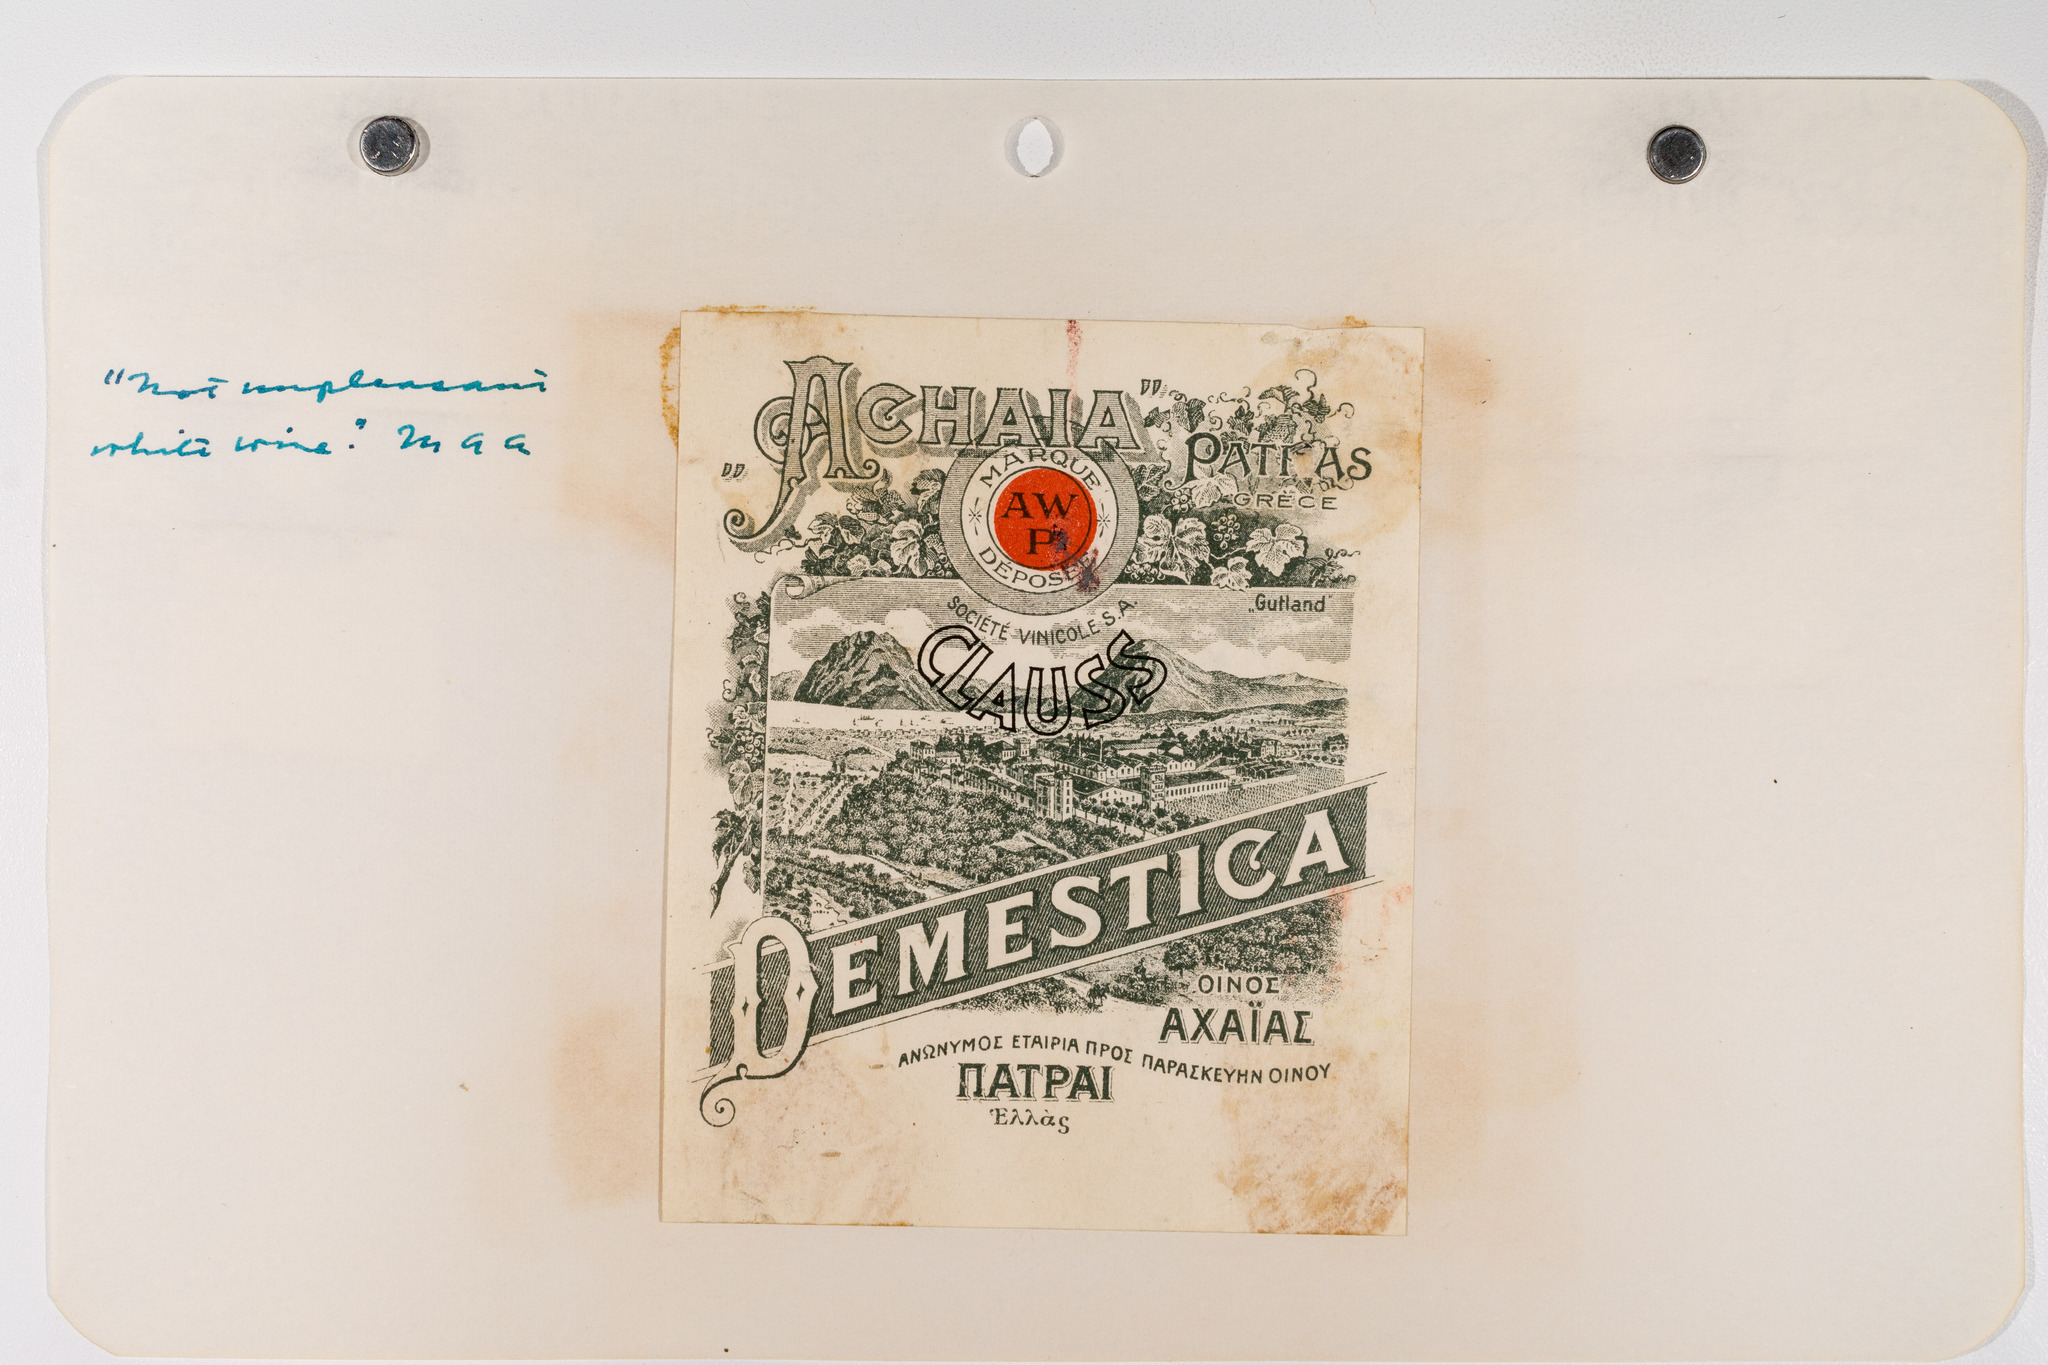 "Not unpleasant
white wine." MAA
„ACHAIA"
PATRAS
GRÈCE
MARQUE
AW
P
DÉPOSÉE
„Gutland"
SOCIÉTÉ VINICOLE S.A.
CLAUSS
DEMESTICA
ΟΙΝΟΣ
ΑΧΑΪΑΣ
ΑΝΩΝΥΜΟΣ ΕΤΑΙΡΙΑ ΠΡΟΣ ΠΑΡΑΣΚΕΥΗΝ ΟΙΝΟΥ
ΠΑΤΡΑΙ
Ἑλλὰς